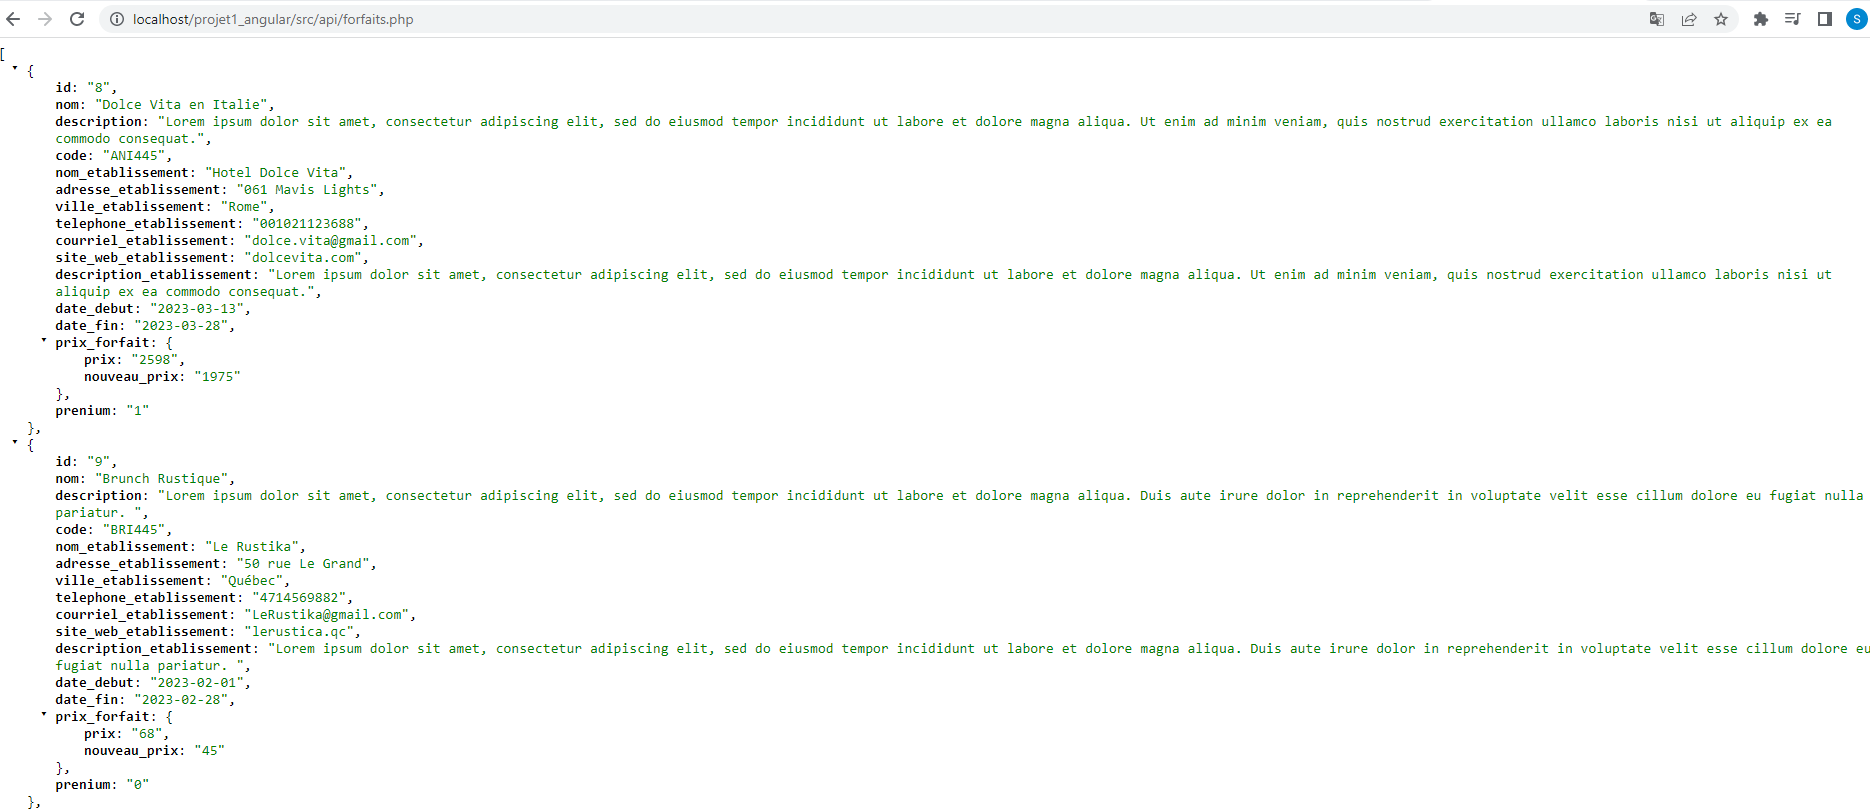 localhost/projet1_angular/src/api/forfaits.php
S
[
{
id: "8",
nom: "Dolce Vita en Italie",
description: "Lorem ipsum dolor sit amet, consectetur adipiscing elit, sed do eiusmod tempor incididunt ut labore et dolore magna aliqua. Ut enim ad minim veniam, quis nostrud exercitation ullamco laboris nisi ut aliquip ex ea
commodo consequat.",
code: "ANI445",
nom_etablissement: "Hotel Dolce Vita",
adresse_etablissement: "061 Mavis Lights",
ville_etablissement: "Rome",
telephone_etablissement: "001021123688",
courriel_etablissement: "dolce.vita@gmail.com",
site_web_etablissement: "dolcevita.com",
description_etablissement: "Lorem ipsum dolor sit amet, consectetur adipiscing elit, sed do eiusmod tempor incididunt ut labore et dolore magna aliqua. Ut enim ad minim veniam, quis nostrud exercitation ullamco laboris nisi ut
aliquip ex ea commodo consequat.",
date_debut: "2023-03-13",
date_fin: "2023-03-28",
prix_forfait: {
prix: "2598",
nouveau_prix: "1975"
},
prenium: "1"
},
{
id: "9",
nom: "Brunch Rustique",
description: "Lorem ipsum dolor sit amet, consectetur adipiscing elit, sed do eiusmod tempor incididunt ut labore et dolore magna aliqua. Duis aute irure dolor in reprehenderit in voluptate velit esse cillum dolore eu fugiat nulla
pariatur. ",
code: "BRI445",
nom_etablissement: "Le Rustika",
adresse_etablissement: "50 rue Le Grand",
ville_etablissement: "Québec",
telephone_etablissement: "4714569882",
courriel_etablissement: "LeRustika@gmail.com",
site_web_etablissement: "lerustica.qc",
description_etablissement: "Lorem ipsum dolor sit amet, consectetur adipiscing elit, sed do eiusmod tempor incididunt ut labore et dolore magna aliqua. Duis aute irure dolor in reprehenderit in voluptate velit esse cillum dolore eu
fugiat nulla pariatur. ",
date_debut: "2023-02-01",
date_fin: "2023-02-28",
prix_forfait: {
prix: "68",
nouveau_prix: "45"
},
prenium: "0"
},